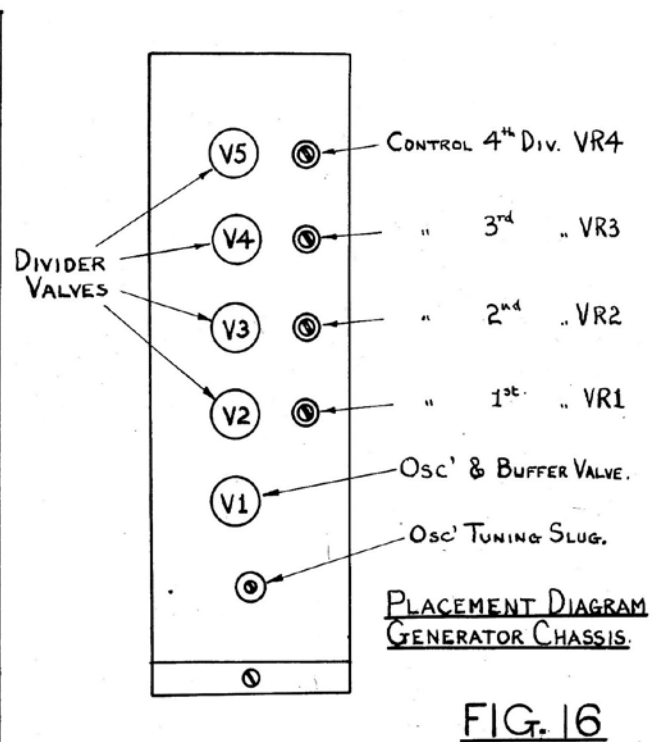 V5
CONTROL 4th DIV. VR4
V4
" 3rd " VR3
DIVIDER
VALVES
V3
" 2nd " VR2
V2
" 1st. " VR1
V1
OSC' & BUFFER VALVE.
OSC' TUNING SLUG.
PLACEMENT DIAGRAM
GENERATOR CHASSIS.
FIG. 16